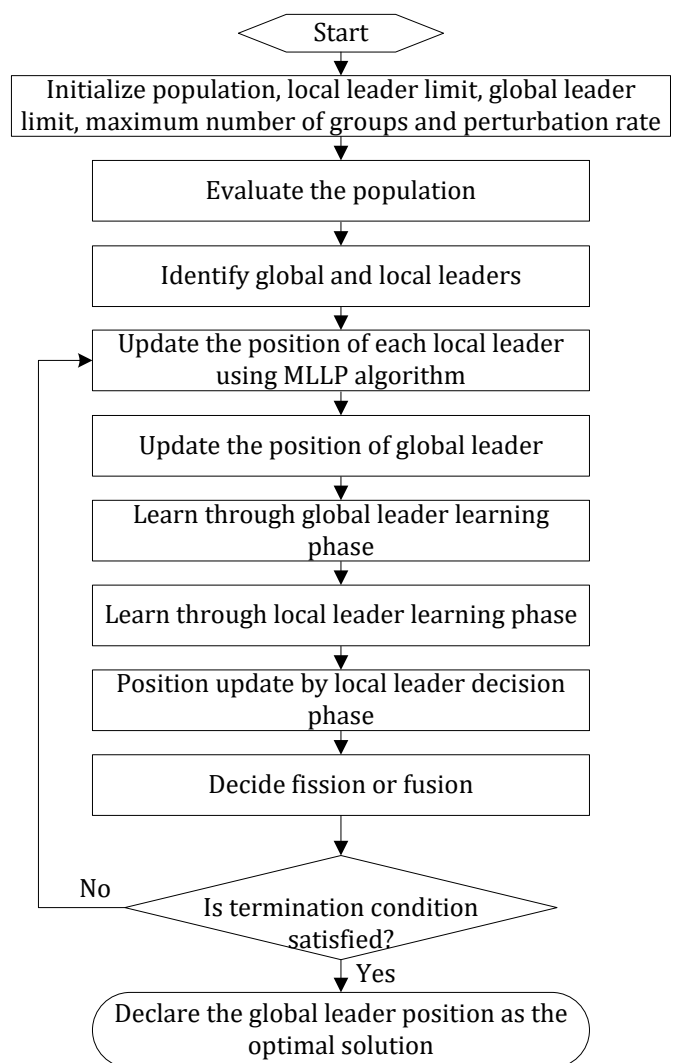 Start
Initialize population, local leader limit, global leader
limit, maximum number of groups and perturbation rate
Evaluate the population
Identify global and local leaders
Update the position of each local leader
using MLLP algorithm
Update the position of global leader
Learn through global leader learning
phase
Learn through local leader learning phase
Position update by local leader decision
phase
Decide fission or fusion
No
Is termination condition
satisfied?
Yes
Declare the global leader position as the
optimal solution